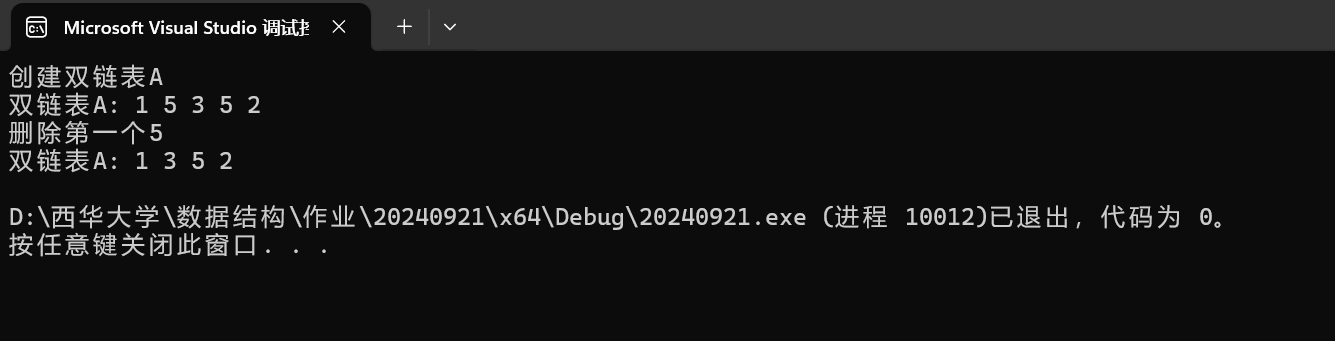 Microsoft Visual Studio 调试
创建双链表A
双链表A: 1 5 3 5 2
删除第一个5
双链表A: 1 3 5 2
D:\西华大学\数据结构\作业\20240921\x64\Debug\20240921.exe (进程 10012)已退出，代码为 0。
按任意键关闭此窗口. . .